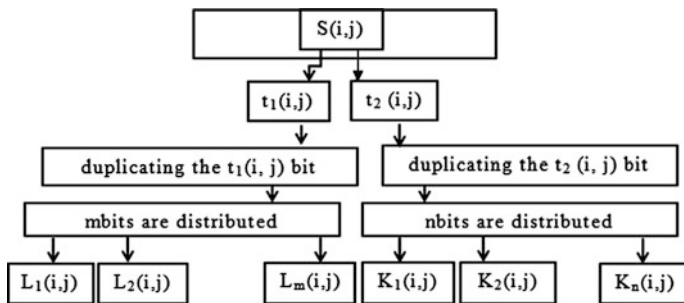 S(i,j)
t₁(i,j) t₂ (i,j)
duplicating the t₁(i, j) bit duplicating the t₂ (i, j) bit
mbits are distributed nbits are distributed
L₁(i,j) L₂(i,j) Lₘ(i,j) K₁(i,j) K₂(i,j) Kₙ(i,j)